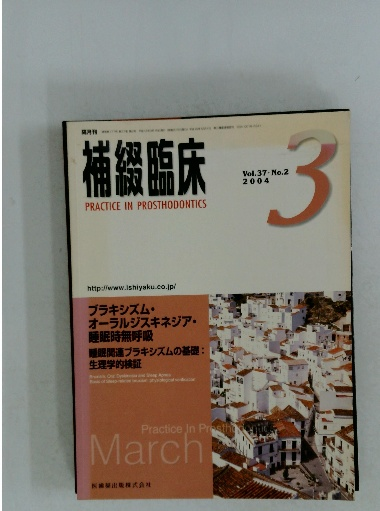 隔月刊
補綴臨床
PRACTICE IN PROSTHODONTICS
Vol.37・No.2
2004
3
http://www.ishiyaku.co.jp/
ブラキシズム・
オーラルジスキネジア・
睡眠時無呼吸
睡眠関連ブラキシズムの基礎：
生理学的検証
Practice In Prosthodontics
March
医歯薬出版株式会社